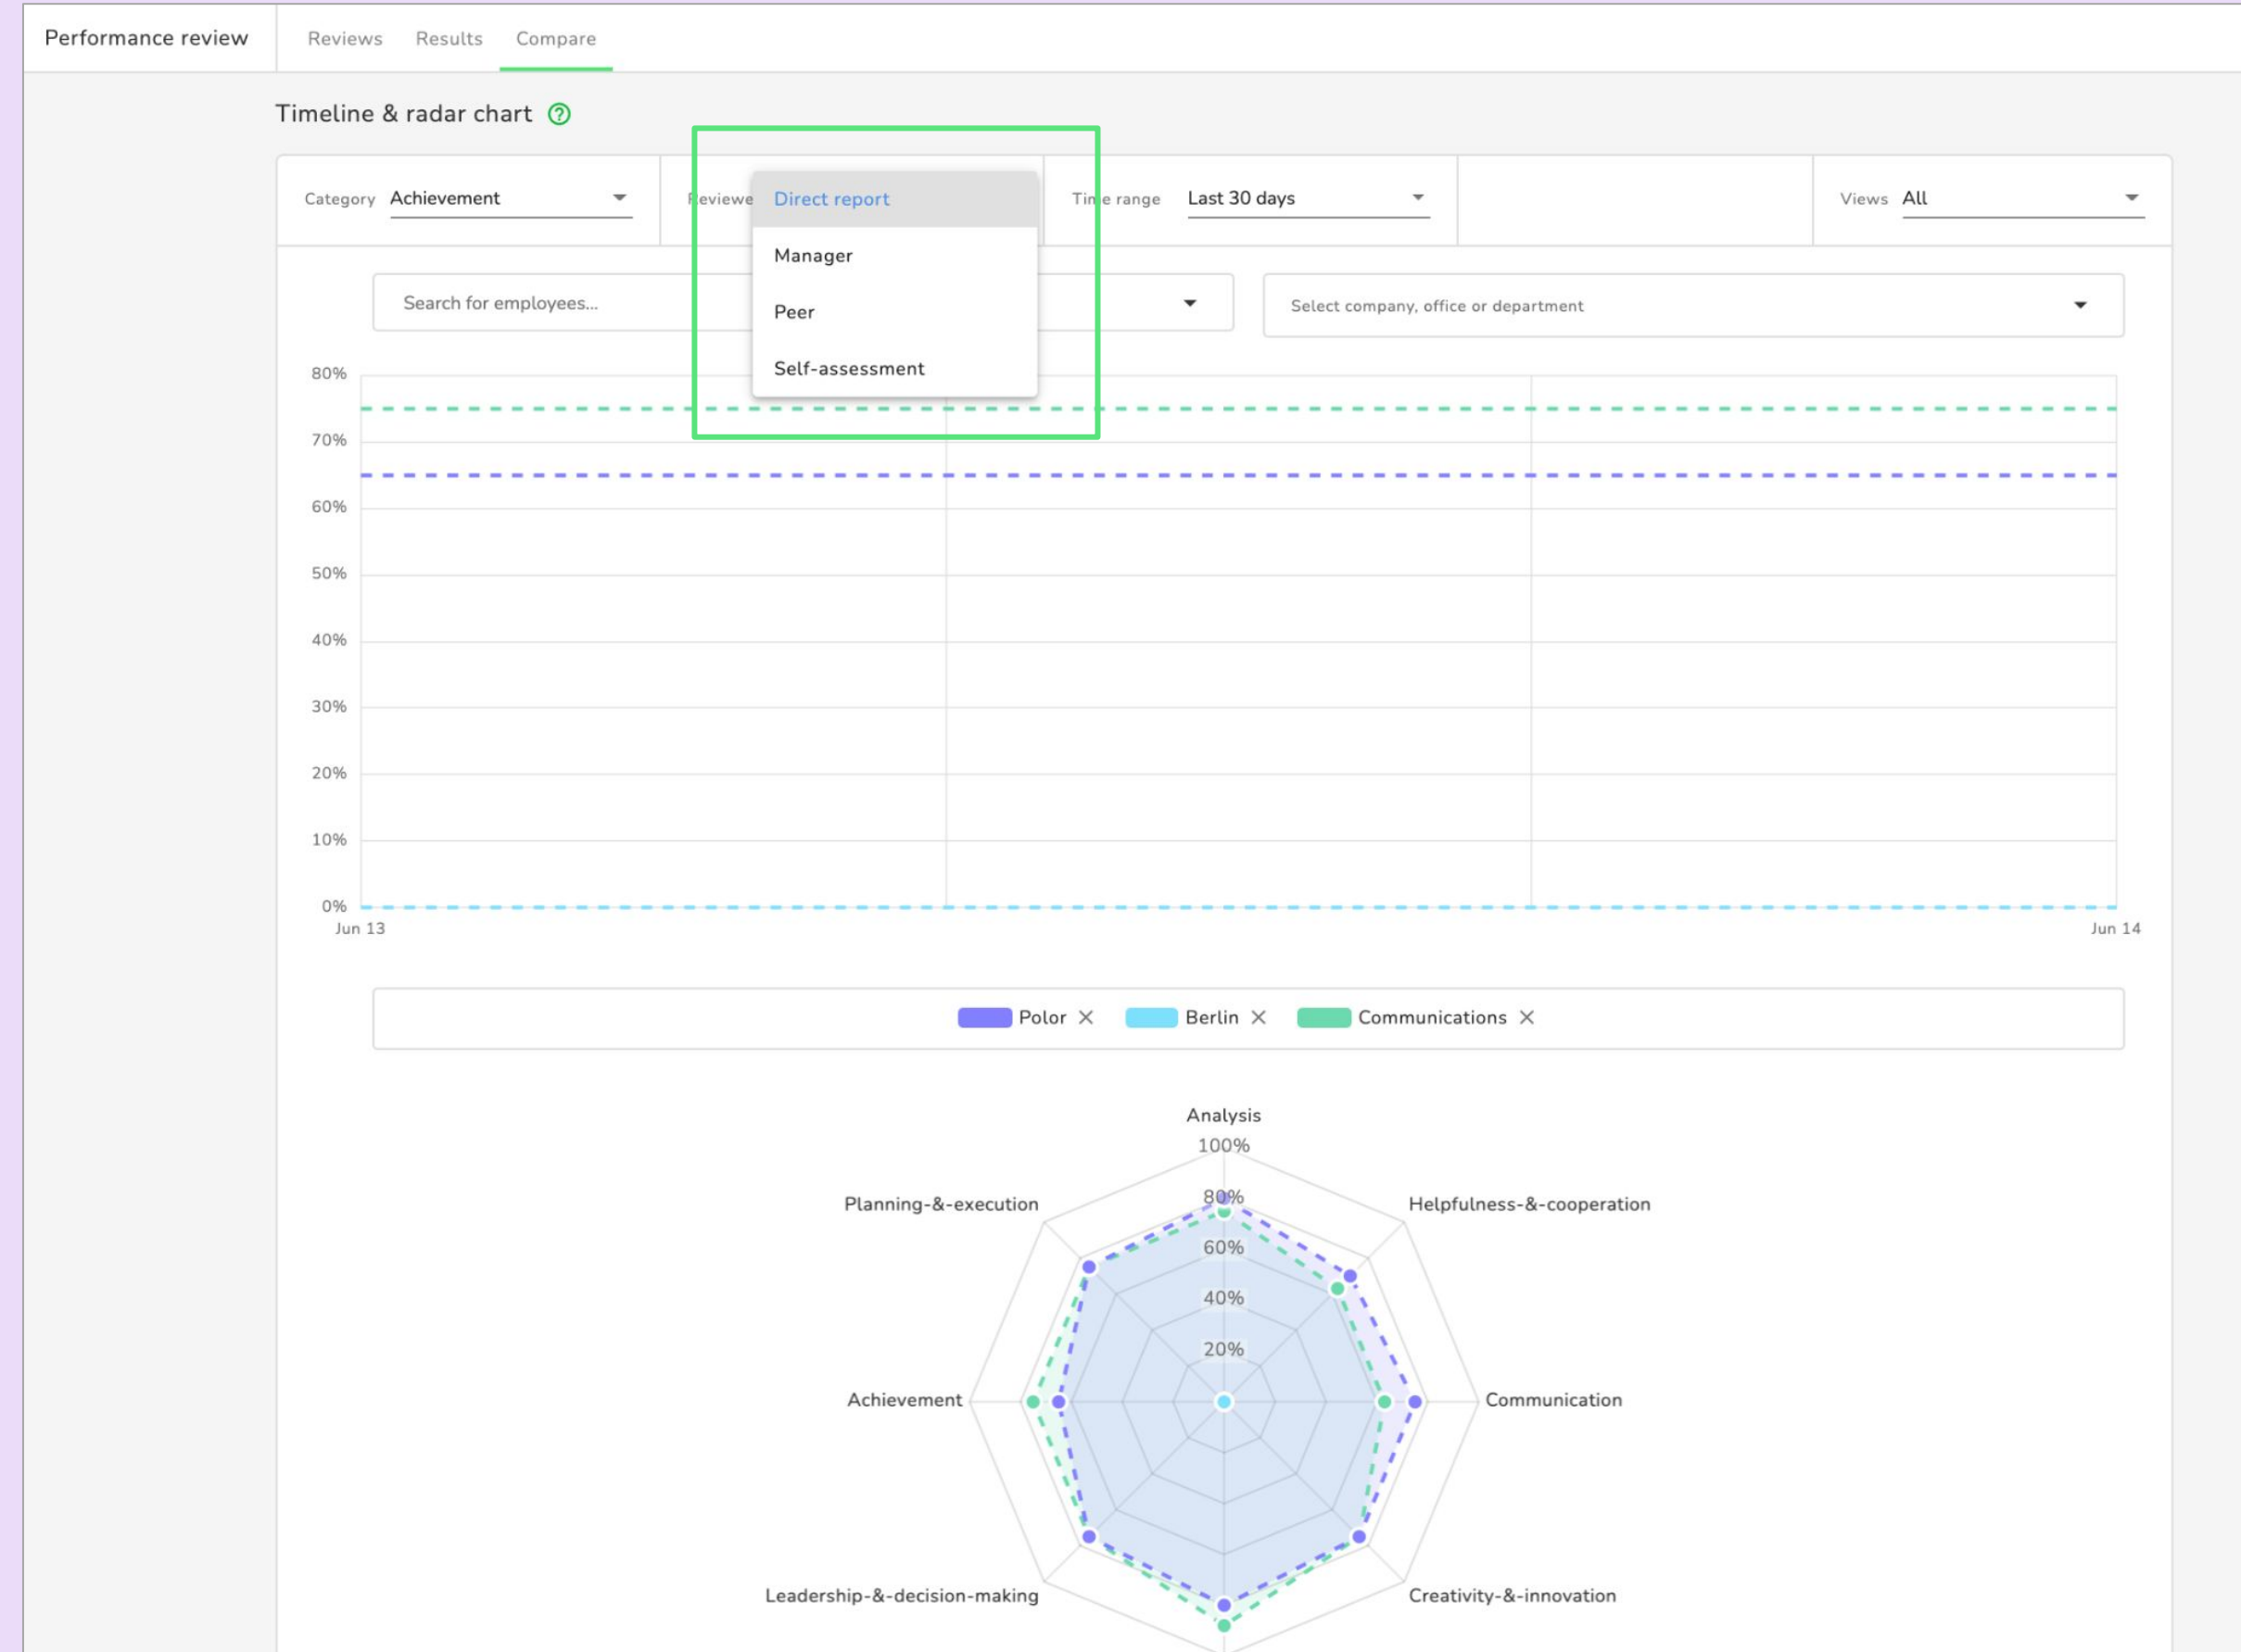 Performance review Reviews Results Compare
Timeline & radar chart ?
Category Achievement Reviewe Direct report Time range Last 30 days Views All
Manager
Search for employees... Select company, office or department
Peer
Self-assessment
80%
70%
60%
50%
40%
30%
20%
10%
0%
Jun 13 Jun 14
Polor × Berlin × Communications ×
Analysis
100%
Planning-&-execution 80% Helpfulness-&-cooperation
60%
40%
20%
Achievement Communication
Leadership-&-decision-making Creativity-&-innovation